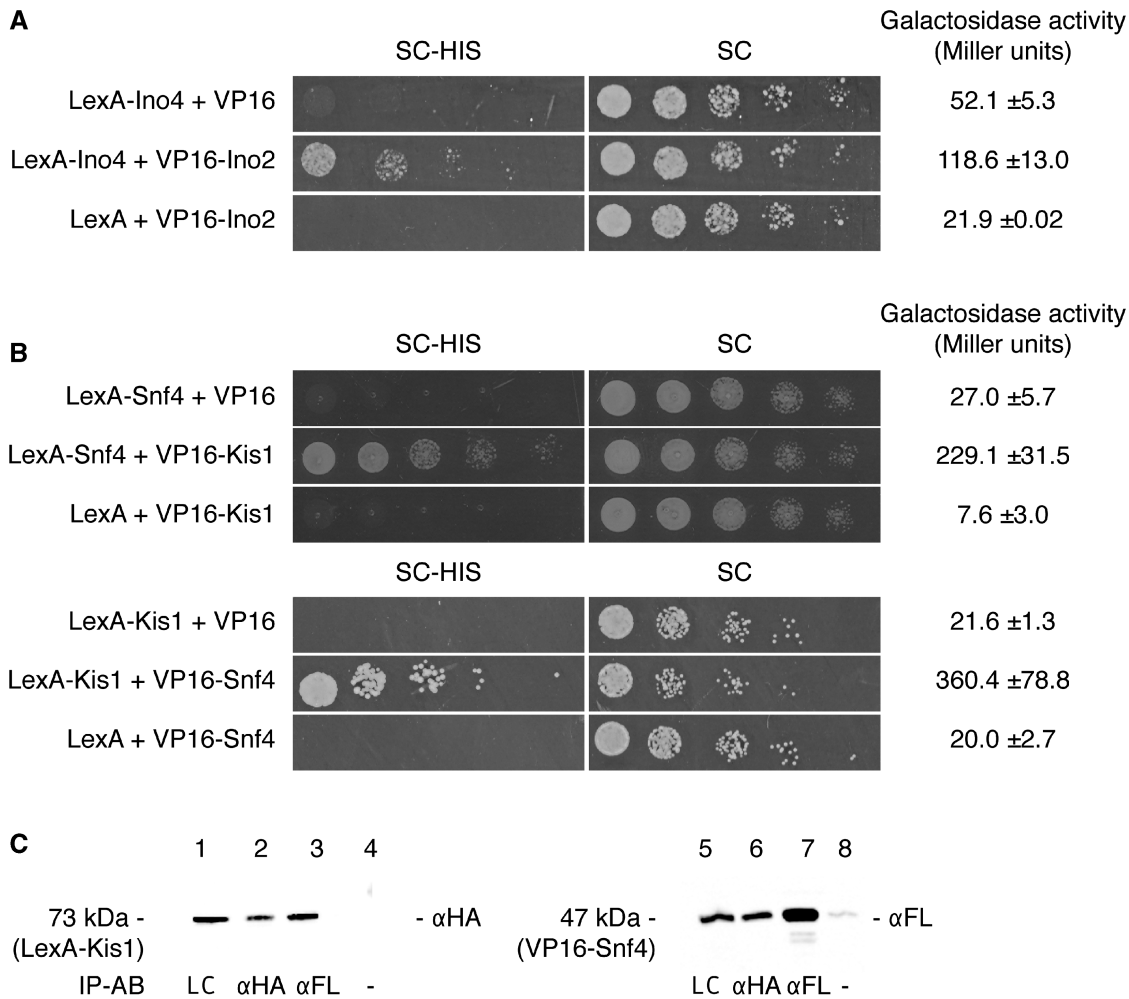 A
Galactosidase activity
SC-HIS SC (Miller units)
LexA-Ino4 + VP16 52.1 ±5.3
LexA-Ino4 + VP16-Ino2 118.6 ±13.0
LexA + VP16-Ino2 21.9 ±0.02
Galactosidase activity
B SC-HIS SC (Miller units)
LexA-Snf4 + VP16 27.0 ±5.7
LexA-Snf4 + VP16-Kis1 229.1 ±31.5
LexA + VP16-Kis1 7.6 ±3.0
SC-HIS SC
LexA-Kis1 + VP16 21.6 ±1.3
LexA-Kis1 + VP16-Snf4 360.4 ±78.8
LexA + VP16-Snf4 20.0 ±2.7
C 1 2 3 4 5 6 7 8
73 kDa - - αHA 47 kDa - - αFL
(LexA-Kis1) (VP16-Snf4)
IP-AB LC αHA αFL - LC αHA αFL -